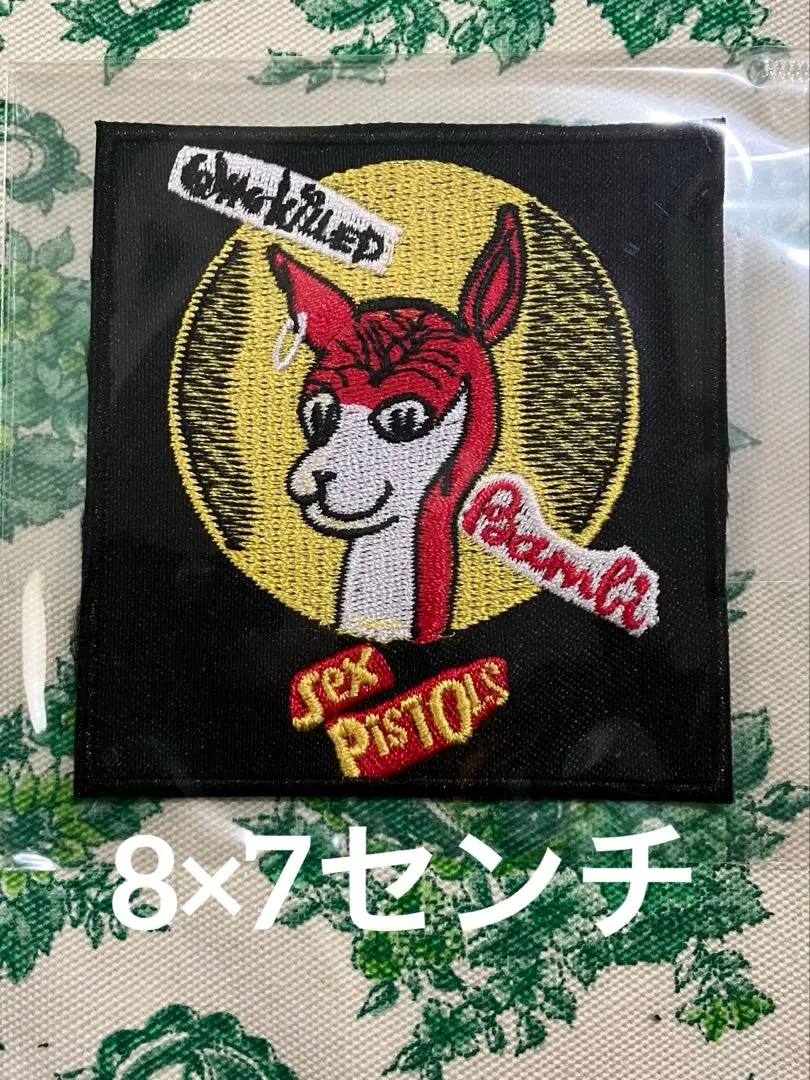 Who Killed
Bambi
Sex
PiSTOLS
8×7センチ